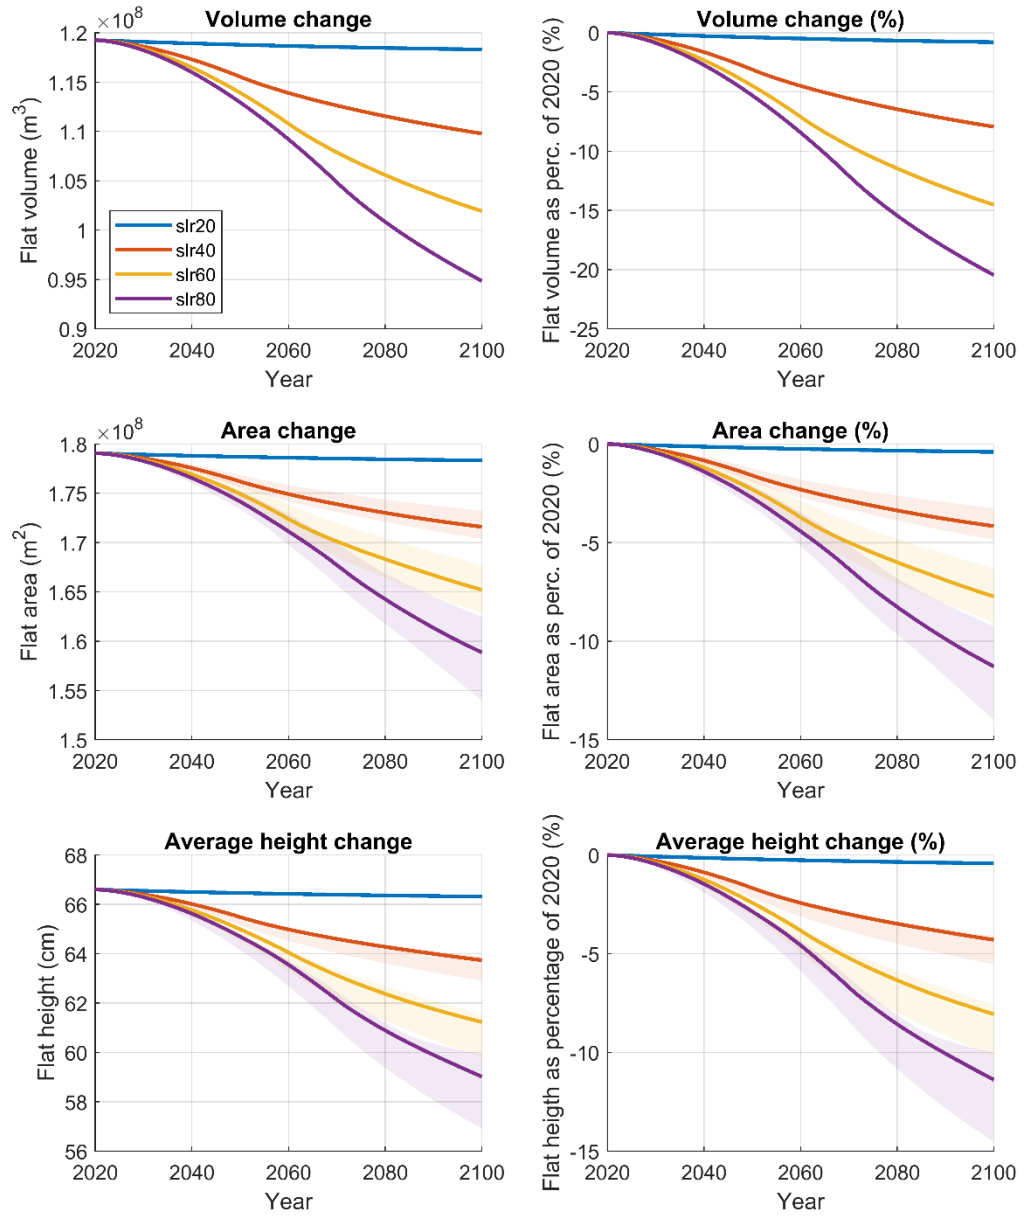 ×10⁸
Volume change
1.2
1.15
1.1
1.05
1
0.95
0.9
Flat volume (m³)
slr20
slr40
slr60
slr80
2020 2040 2060 2080 2100
Year
Volume change (%)
0
-5
-10
-15
-20
-25
Flat volume as perc. of 2020 (%)
2020 2040 2060 2080 2100
Year
×10⁸
Area change
1.8
1.75
1.7
1.65
1.6
1.55
1.5
Flat area (m²)
2020 2040 2060 2080 2100
Year
Area change (%)
0
-5
-10
-15
Flat area as perc. of 2020 (%)
2020 2040 2060 2080 2100
Year
Average height change
68
66
64
62
60
58
56
Flat height (cm)
2020 2040 2060 2080 2100
Year
Average height change (%)
0
-5
-10
-15
Flat heigth as percentage of 2020 (%)
2020 2040 2060 2080 2100
Year